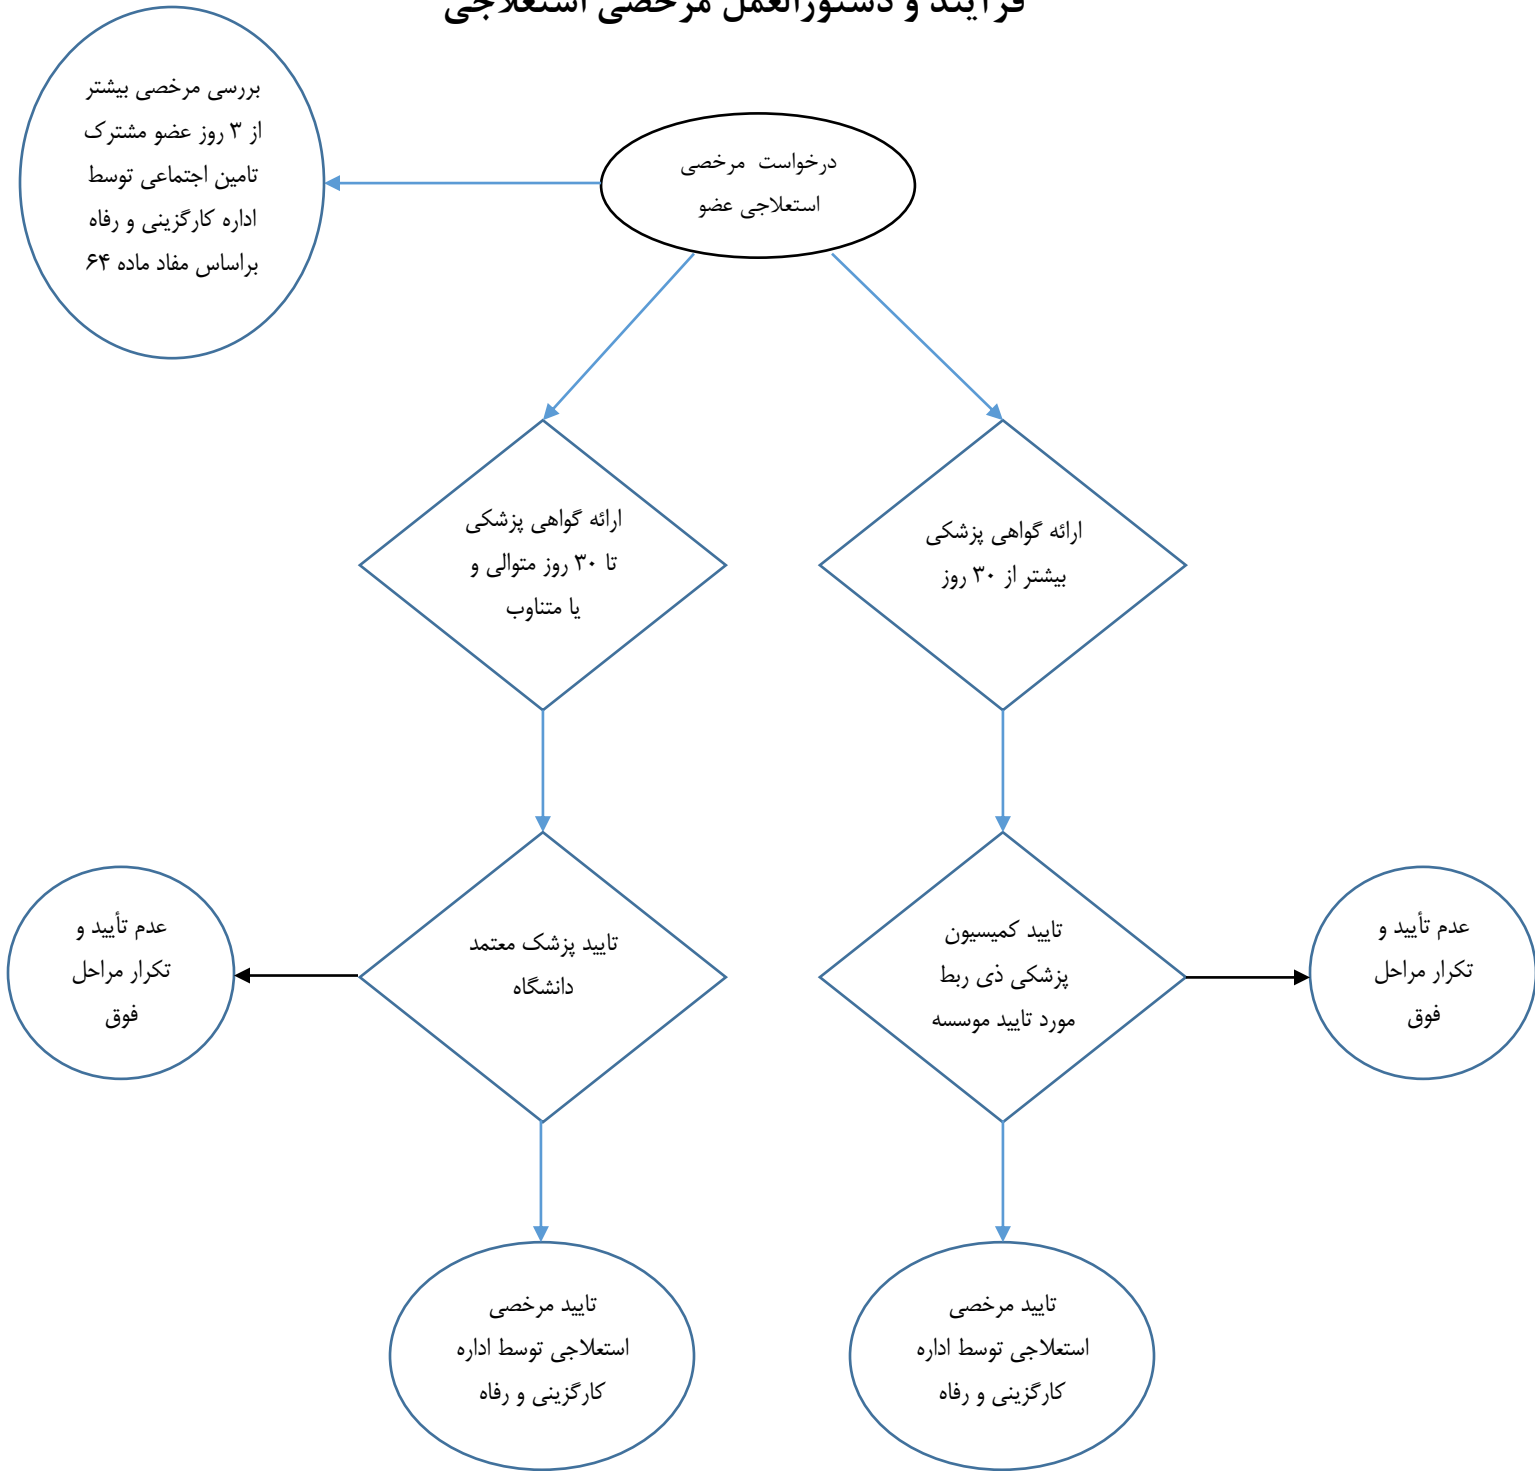 فرآیند و دستورالعمل مرخصی استعلاجی
بررسی مرخصی بیشتر
از ۳ روز عضو مشترک
تامین اجتماعی توسط
اداره کارگزینی و رفاه
براساس مفاد ماده ۶۴
درخواست مرخصی
استعلاجی عضو
ارائه گواهی پزشکی
بیشتر از ۳۰ روز
ارائه گواهی پزشکی
تا ۳۰ روز متوالی و
یا متناوب
عدم تأیید و
تکرار مراحل
فوق
تایید کمیسیون
پزشکی ذی ربط
مورد تایید موسسه
تایید پزشک معتمد
دانشگاه
عدم تأیید و
تکرار مراحل
فوق
تایید مرخصی
استعلاجی توسط اداره
کارگزینی و رفاه
تایید مرخصی
استعلاجی توسط اداره
کارگزینی و رفاه